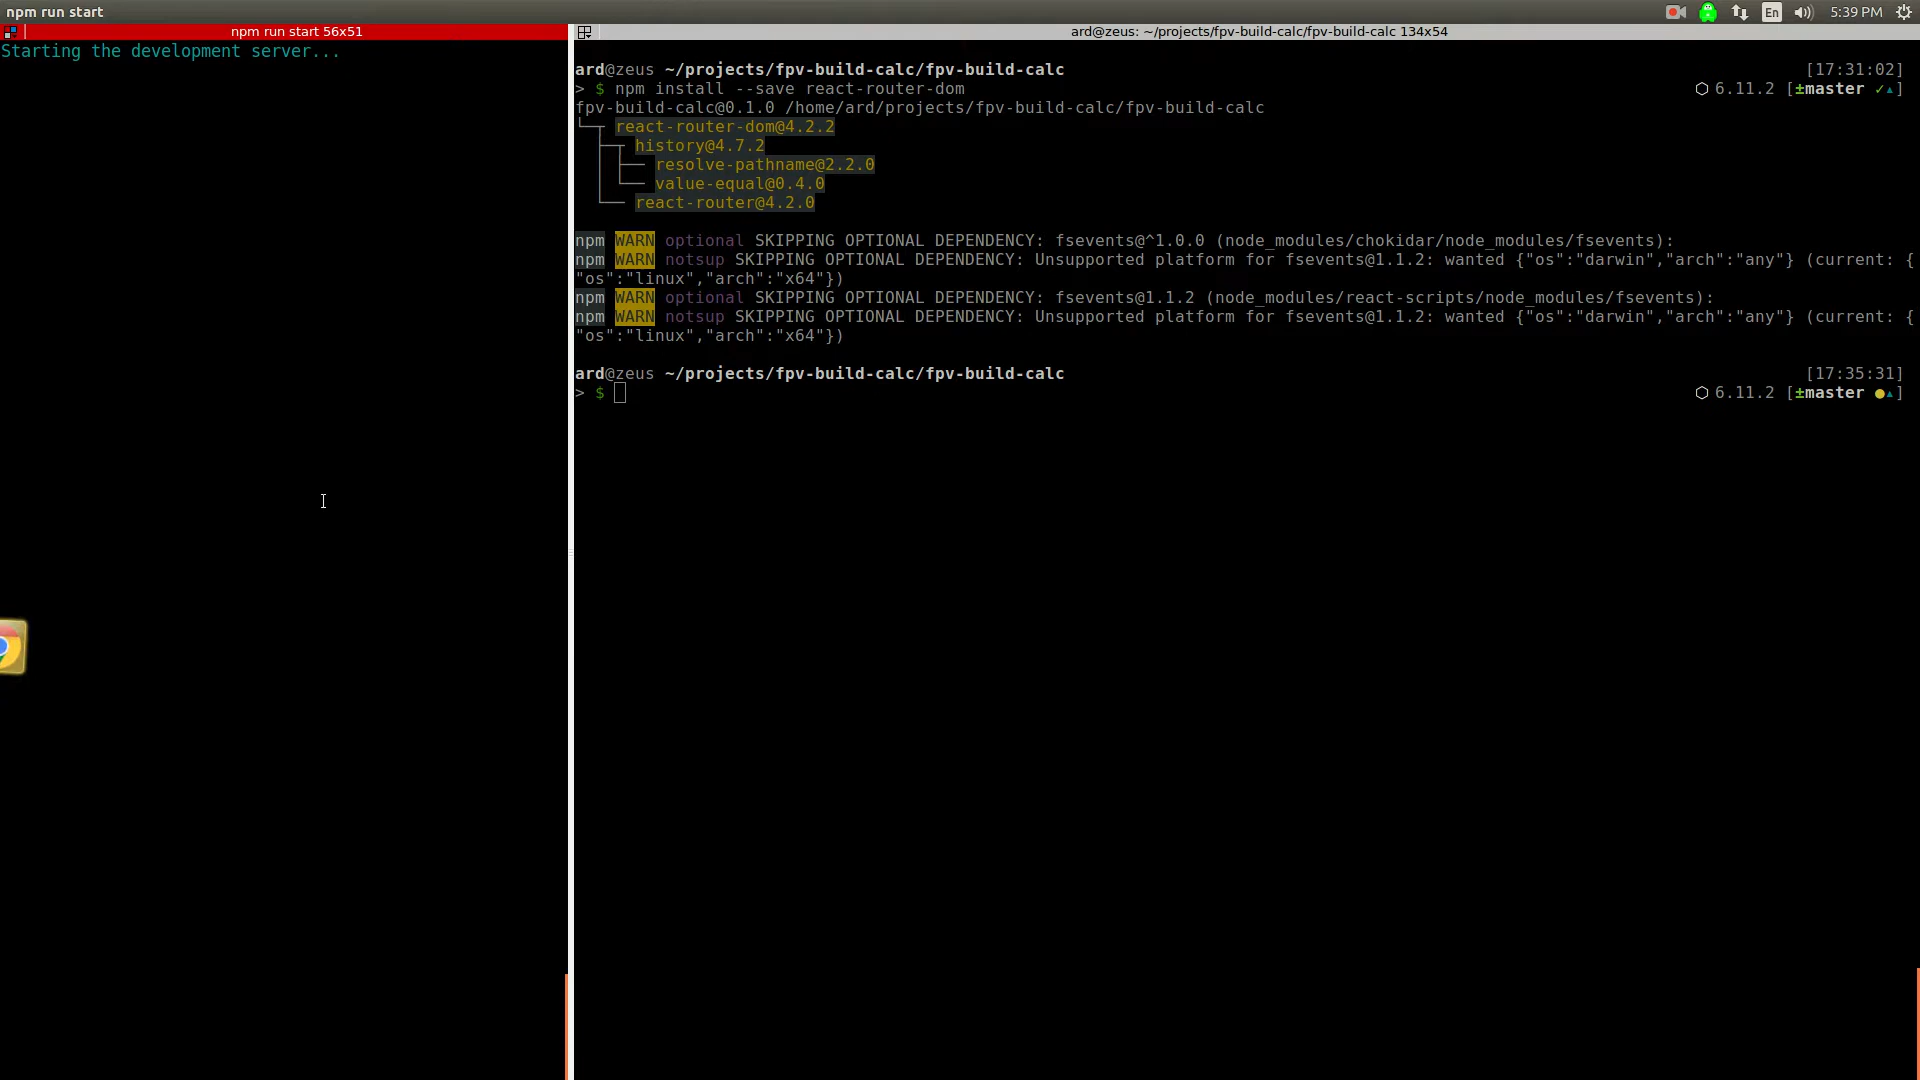 npm run start
En
5:39 PM
npm run start 56x51
Starting the development server...
ard@zeus: ~/projects/fpv-build-calc/fpv-build-calc 134x54
ard@zeus ~/projects/fpv-build-calc/fpv-build-calc [17:31:02]
> $ npm install --save react-router-dom ⬡ 6.11.2 [±master ✓▴]
fpv-build-calc@0.1.0 /home/ard/projects/fpv-build-calc/fpv-build-calc
└─┬ react-router-dom@4.2.2
  ├─┬ history@4.7.2
  │ ├── resolve-pathname@2.2.0
  │ └── value-equal@0.4.0
  └── react-router@4.2.0
npm WARN optional SKIPPING OPTIONAL DEPENDENCY: fsevents@^1.0.0 (node_modules/chokidar/node_modules/fsevents):
npm WARN notsup SKIPPING OPTIONAL DEPENDENCY: Unsupported platform for fsevents@1.1.2: wanted {"os":"darwin","arch":"any"} (current: {
"os":"linux","arch":"x64"})
npm WARN optional SKIPPING OPTIONAL DEPENDENCY: fsevents@1.1.2 (node_modules/react-scripts/node_modules/fsevents):
npm WARN notsup SKIPPING OPTIONAL DEPENDENCY: Unsupported platform for fsevents@1.1.2: wanted {"os":"darwin","arch":"any"} (current: {
"os":"linux","arch":"x64"})
ard@zeus ~/projects/fpv-build-calc/fpv-build-calc [17:35:31]
> $ ⬡ 6.11.2 [±master ●▴]